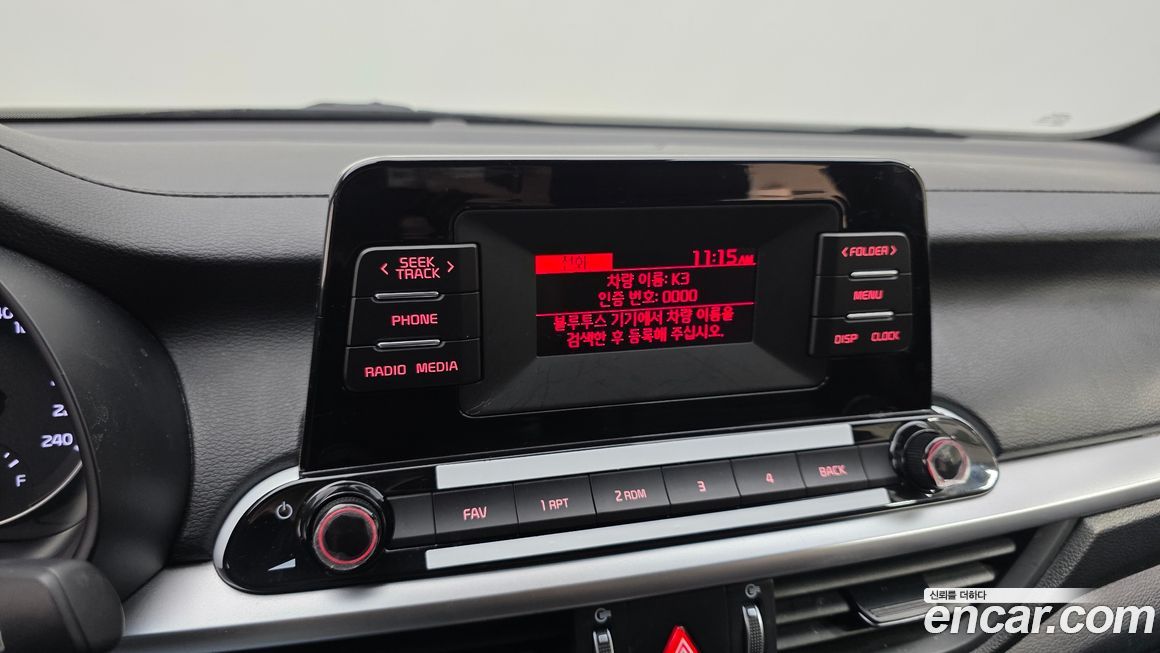 전화
11:15AM
차량 이름: K3
인증 번호: 0000
블루투스 기기에서 차량 이름을
검색한 후 등록해 주십시오.
< SEEK >
TRACK
PHONE
RADIO MEDIA
< FOLDER >
MENU
DISP CLOCK
FAV
1 RPT
2 RDM
3
4
BACK
240
F
신뢰를 더하다
encar.com